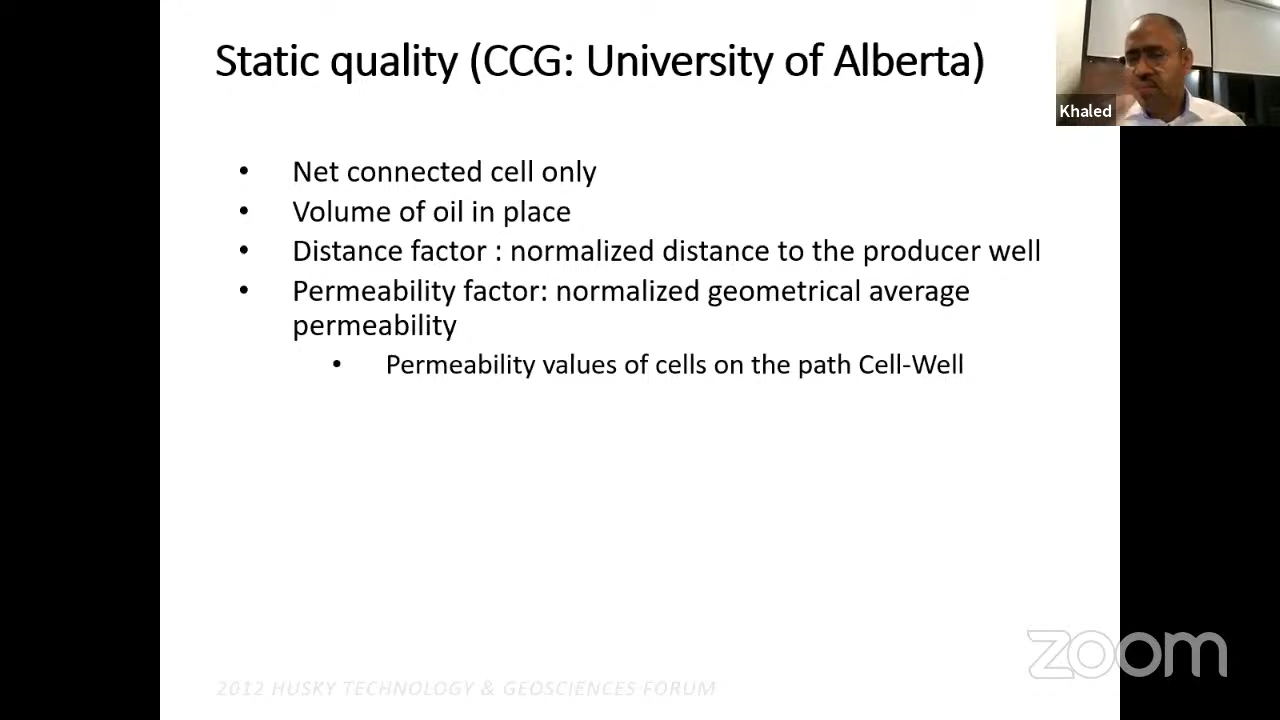 Static quality (CCG: University of Alberta)
Khaled
• Net connected cell only
• Volume of oil in place
• Distance factor : normalized distance to the producer well
• Permeability factor: normalized geometrical average
permeability
• Permeability values of cells on the path Cell-Well
zoom
2012 HUSKY TECHNOLOGY & GEOSCIENCES FORUM